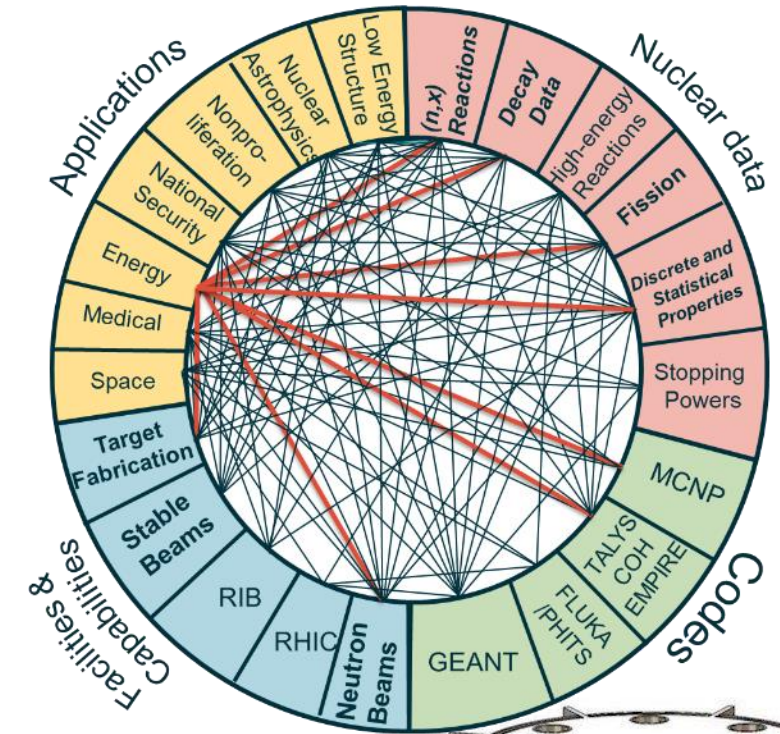 Applications
Low Energy
Structure
Nuclear
Astrophysics
Nonpro-
liferation
National
Security
Energy
Medical
Space
Nuclear data
(n,x)
Reactions
Decay
Data
High-energy
Reactions
Fission
Discrete and
Statistical
Properties
Stopping
Powers
Codes
MCNP
TALYS
COH
EMPIRE
FLUKA
/PHITS
GEANT
Facilities &
Capabilities
Target
Fabrication
Stable
Beams
RIB
RHIC
Neutron
Beams